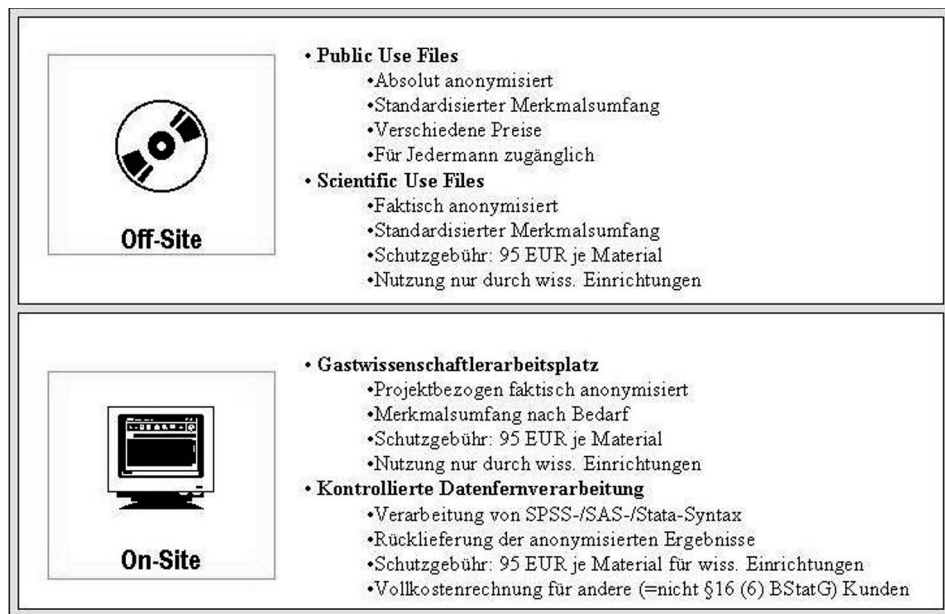 • Public Use Files
•Absolut anonymisiert
•Standardisierter Merkmalsumfang
•Verschiedene Preise
•Für Jedermann zugänglich
• Scientific Use Files
•Faktisch anonymisiert
•Standardisierter Merkmalsumfang
•Schutzgebühr: 95 EUR je Material
•Nutzung nur durch wiss. Einrichtungen
Off-Site
• Gastwissenschaftlerarbeitsplatz
•Projektbezogen faktisch anonymisiert
•Merkmalsumfang nach Bedarf
•Schutzgebühr: 95 EUR je Material
•Nutzung nur durch wiss. Einrichtungen
• Kontrollierte Datenfernverarbeitung
•Verarbeitung von SPSS-/SAS-/Stata-Syntax
•Rücklieferung der anonymisierten Ergebnisse
•Schutzgebühr: 95 EUR je Material für wiss. Einrichtungen
•Vollkostenrechnung für andere (=nicht §16 (6) BStatG) Kunden
On-Site